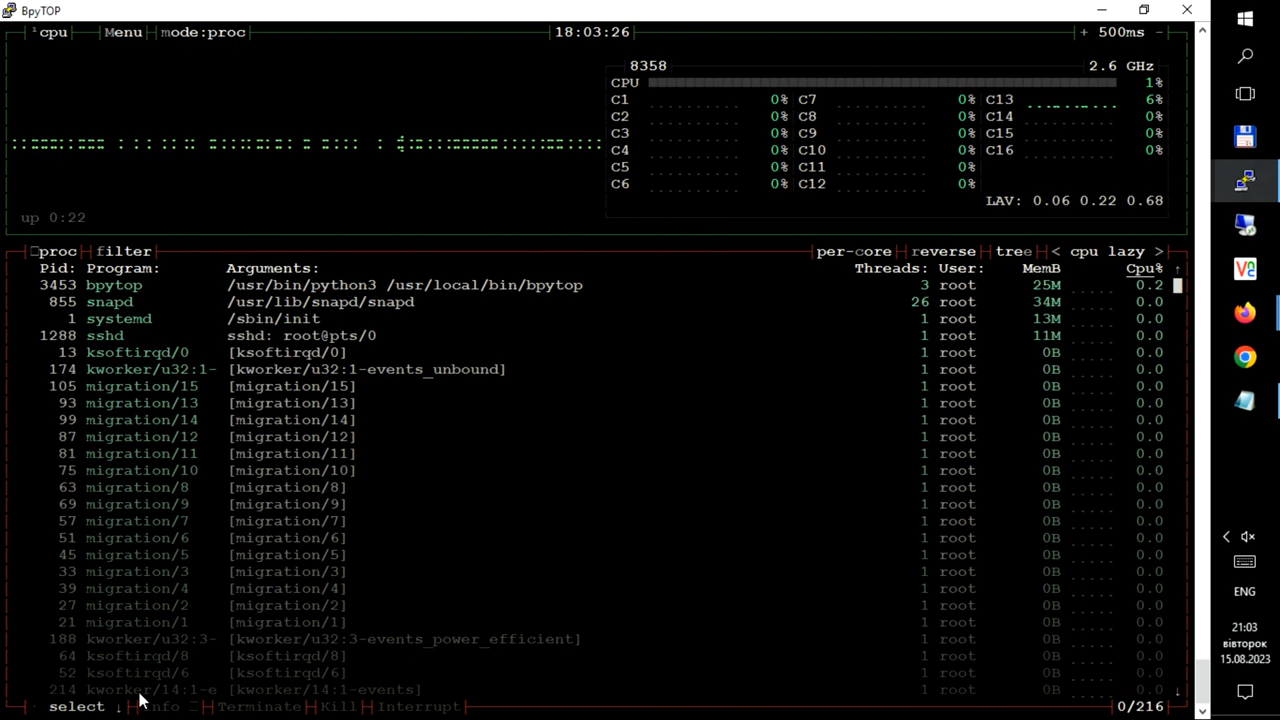 BpyTOP
¹cpu Menu mode:proc 18:03:26 + 500ms -
8358 2.6 GHz
CPU 1%
C1 0% C7 0% C13 6%
C2 0% C8 0% C14 0%
C3 0% C9 0% C15 0%
C4 0% C10 0% C16 0%
C5 0% C11 0%
C6 0% C12 0%
LAV: 0.06 0.22 0.68
up 0:22
proc filter per-core reverse tree < cpu lazy >
Pid: Program: Arguments: Threads: User: MemB Cpu% ↑
3453 bpytop /usr/bin/python3 /usr/local/bin/bpytop 3 root 25M 0.2
855 snapd /usr/lib/snapd/snapd 26 root 34M 0.0
1 systemd /sbin/init 1 root 13M 0.0
1288 sshd sshd: root@pts/0 1 root 11M 0.0
13 ksoftirqd/0 [ksoftirqd/0] 1 root 0B 0.0
174 kworker/u32:1- [kworker/u32:1-events_unbound] 1 root 0B 0.0
105 migration/15 [migration/15] 1 root 0B 0.0
93 migration/13 [migration/13] 1 root 0B 0.0
99 migration/14 [migration/14] 1 root 0B 0.0
87 migration/12 [migration/12] 1 root 0B 0.0
81 migration/11 [migration/11] 1 root 0B 0.0
75 migration/10 [migration/10] 1 root 0B 0.0
63 migration/8 [migration/8] 1 root 0B 0.0
69 migration/9 [migration/9] 1 root 0B 0.0
57 migration/7 [migration/7] 1 root 0B 0.0
51 migration/6 [migration/6] 1 root 0B 0.0
45 migration/5 [migration/5] 1 root 0B 0.0
33 migration/3 [migration/3] 1 root 0B 0.0
39 migration/4 [migration/4] 1 root 0B 0.0
27 migration/2 [migration/2] 1 root 0B 0.0
21 migration/1 [migration/1] 1 root 0B 0.0
188 kworker/u32:3- [kworker/u32:3-events_power_efficient] 1 root 0B 0.0
64 ksoftirqd/8 [ksoftirqd/8] 1 root 0B 0.0
52 ksoftirqd/6 [ksoftirqd/6] 1 root 0B 0.0
214 kworker/14:1-e [kworker/14:1-events] 1 root 0B 0.0 ↓
select ↓ info Terminate Kill Interrupt 0/216
ENG
21:03
вівторок
15.08.2023